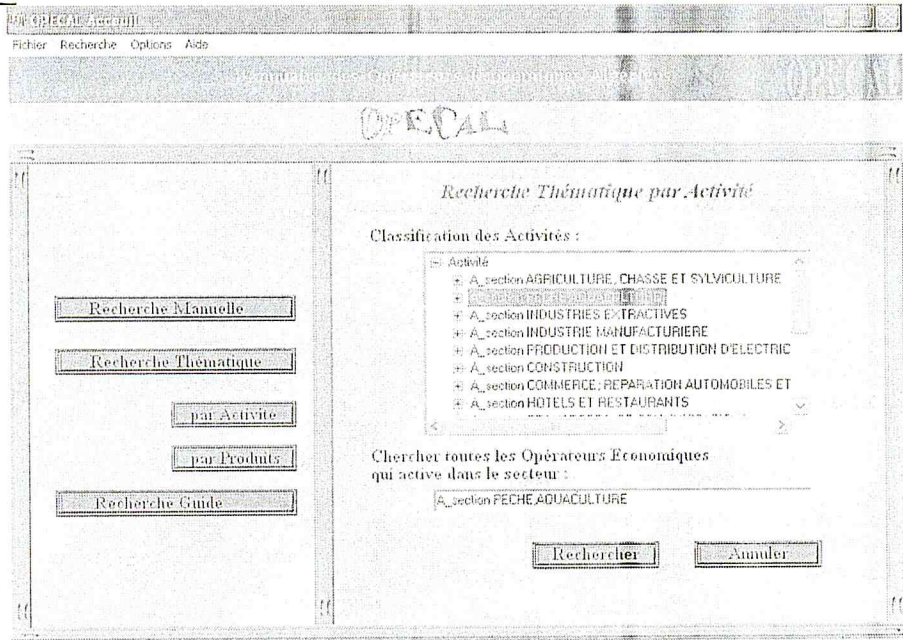 OPECAL Acceuil
Fichier Recherche Options Aide
OPECAL
Recherche Thématique par Activité
Classification des Activités :
Activité
A_section AGRICULTURE, CHASSE ET SYLVICULTURE
A_section INDUSTRIES EXTRACTIVES
A_section INDUSTRIE MANUFACTURIERE
A_section PRODUCTION ET DISTRIBUTION D'ELECTRIC
A_section CONSTRUCTION
A_section COMMERCE; REPARATION AUTOMOBILES ET
A_section HOTELS ET RESTAURANTS
Recherche Manuelle
Recherche Thématique
par Activité
par Produits
Recherche Guidé
Chercher toutes les Opérateurs Economiques
qui active dans le secteur :
A_section PECHE,AQUACULTURE
Rechercher
Annuler